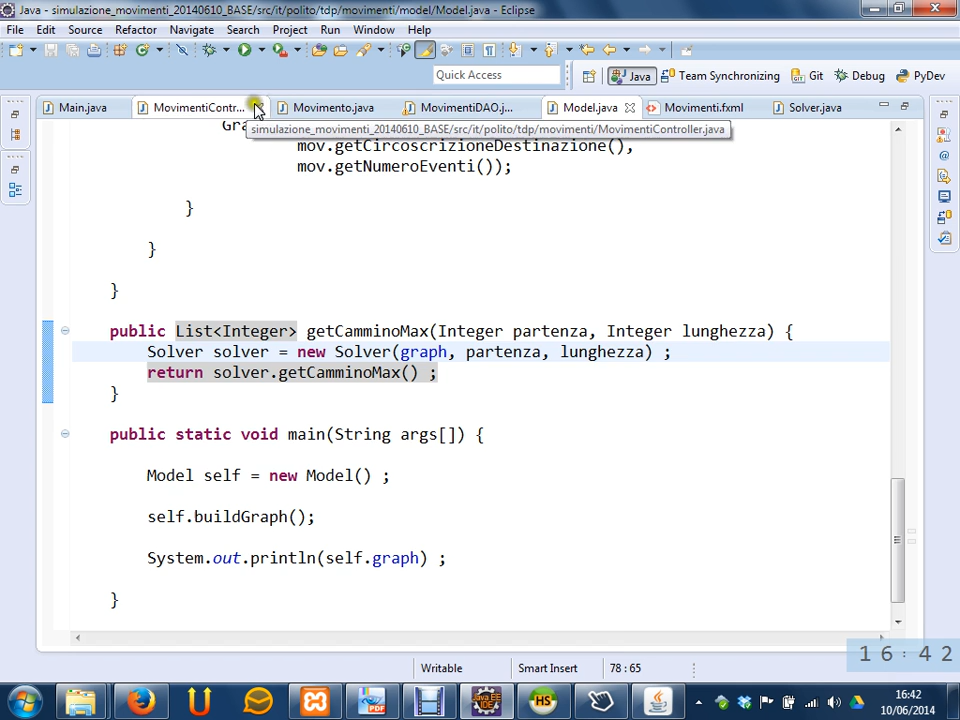 Java - simulazione_movimenti_20140610_BASE/src/it/polito/tdp/movimenti/model/Model.java - Eclipse
File Edit Source Refactor Navigate Search Project Run Window Help
Quick Access
Java Team Synchronizing Git Debug PyDev
Main.java MovimentiContr... Movimento.java MovimentiDAO.j... Model.java Movimenti.fxml Solver.java
simulazione_movimenti_20140610_BASE/src/it/polito/tdp/movimenti/MovimentiController.java
Gra
mov.getCircoscrizioneDestinazione(),
mov.getNumeroEventi());
}
}
}
public List<Integer> getCamminoMax(Integer partenza, Integer lunghezza) {
Solver solver = new Solver(graph, partenza, lunghezza) ;
return solver.getCamminoMax() ;
}
public static void main(String args[]) {
Model self = new Model() ;
self.buildGraph();
System.out.println(self.graph) ;
}
Writable Smart Insert 78 : 65
16:42
16:42
10/06/2014